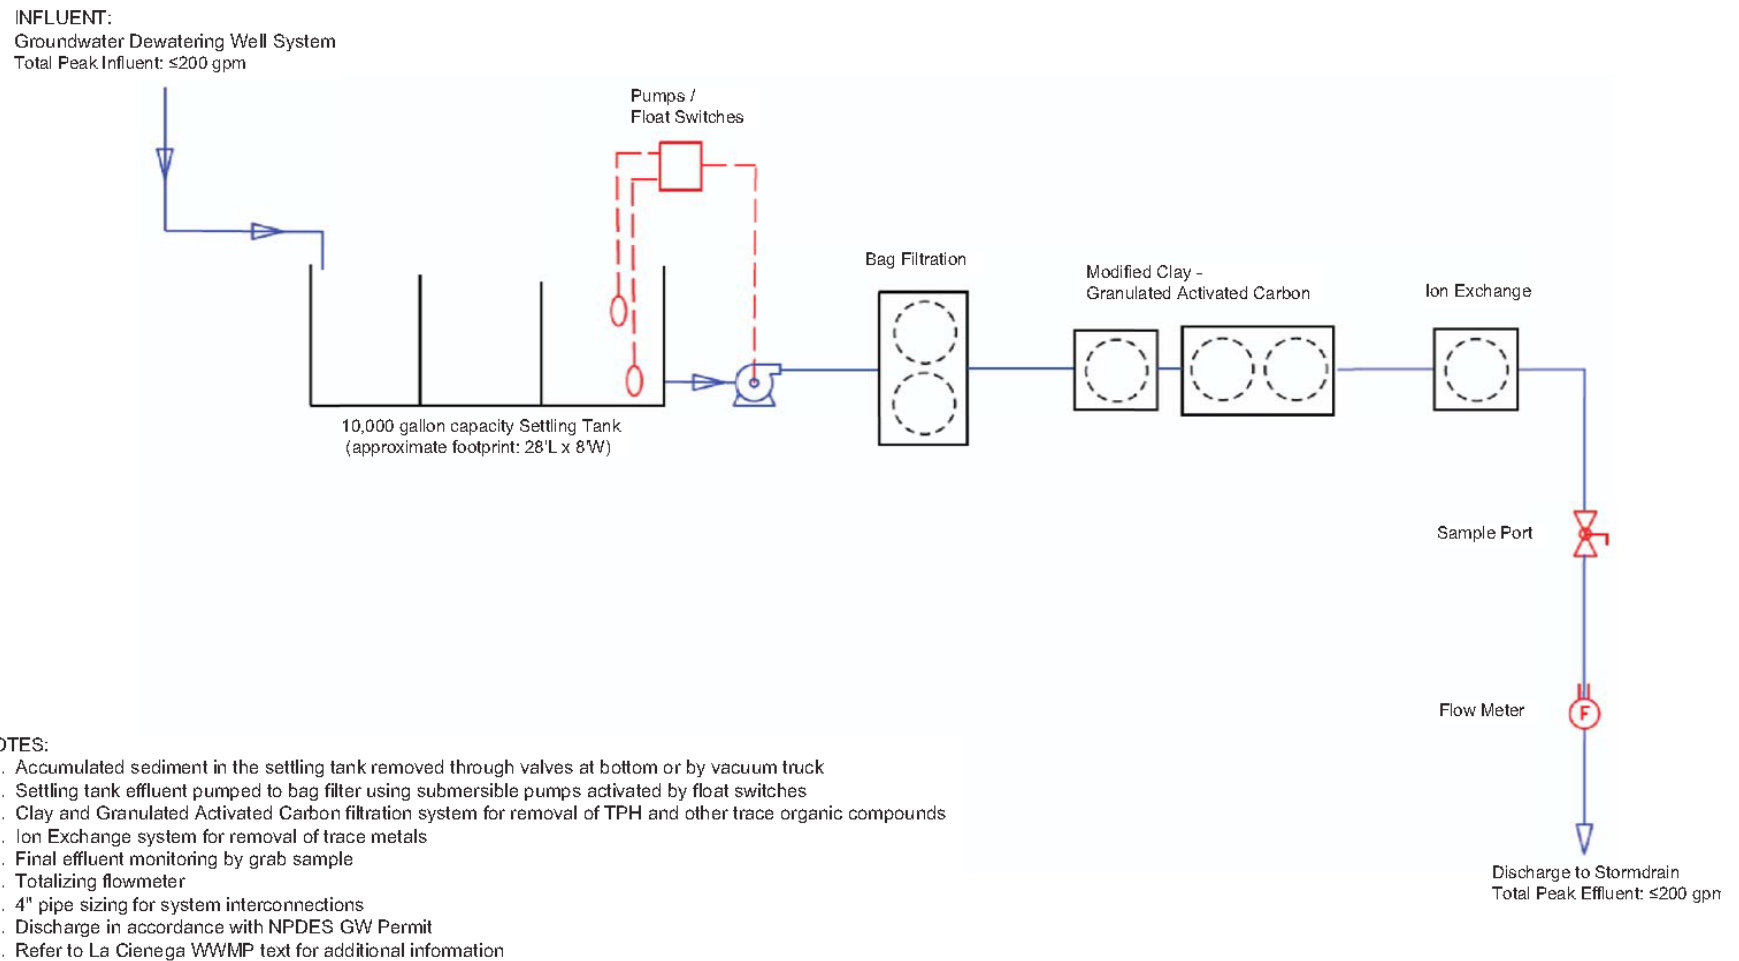 INFLUENT:
Groundwater Dewatering Well System
Total Peak Influent: ≤200 gpm
Pumps /
Float Switches
Bag Filtration
Modified Clay -
Granulated Activated Carbon
Ion Exchange
10,000 gallon capacity Settling Tank
(approximate footprint: 28'L x 8'W)
Sample Port
Flow Meter
F
Discharge to Stormdrain
Total Peak Effluent: ≤200 gpm
OTES:
. Accumulated sediment in the settling tank removed through valves at bottom or by vacuum truck
. Settling tank effluent pumped to bag filter using submersible pumps activated by float switches
. Clay and Granulated Activated Carbon filtration system for removal of TPH and other trace organic compounds
. Ion Exchange system for removal of trace metals
. Final effluent monitoring by grab sample
. Totalizing flowmeter
. 4" pipe sizing for system interconnections
. Discharge in accordance with NPDES GW Permit
. Refer to La Cienega WWMP text for additional information